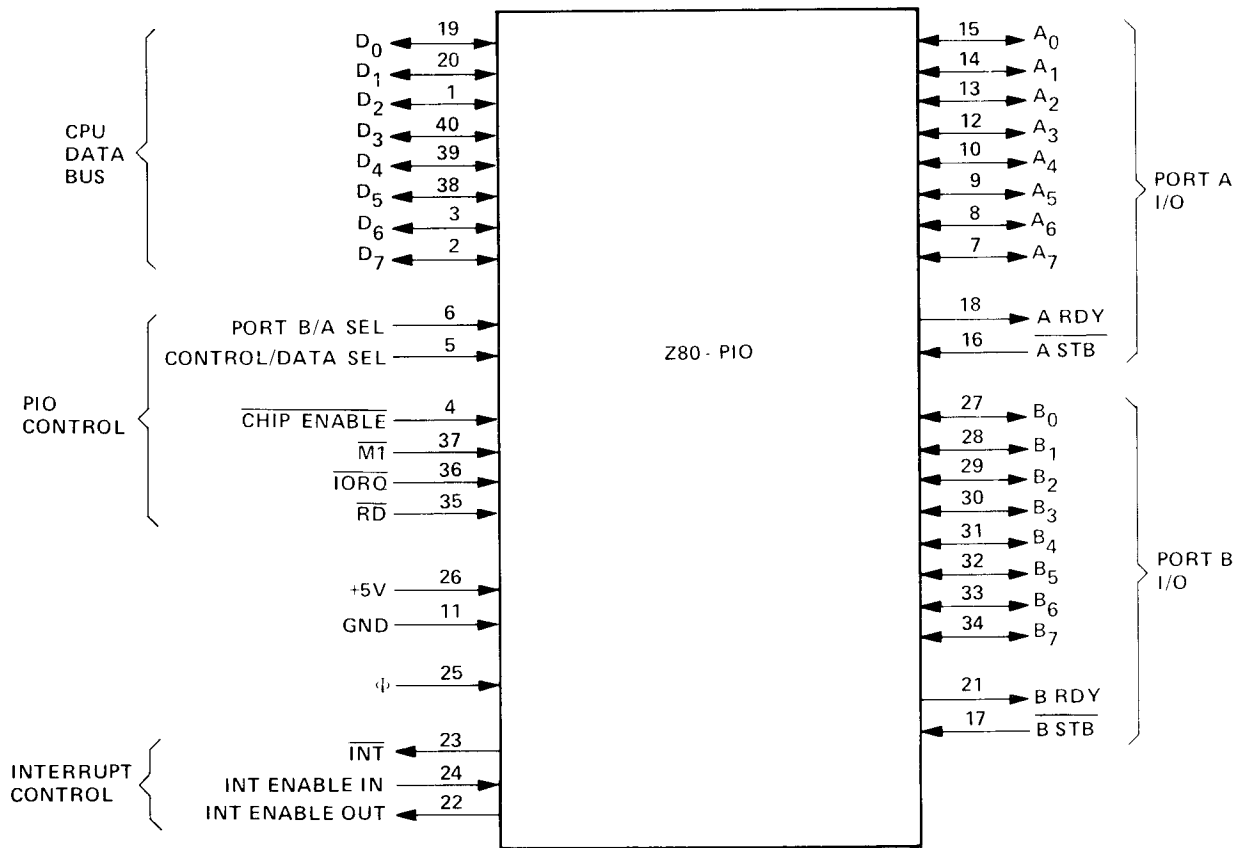 CPU
DATA
BUS
D0 19
D1 20
D2 1
D3 40
D4 39
D5 38
D6 3
D7 2
PIO
CONTROL
PORT B/A SEL 6
CONTROL/DATA SEL 5
CHIP ENABLE 4
M1 37
IORQ 36
RD 35
+5V 26
GND 11
Φ 25
INTERRUPT
CONTROL
INT 23
INT ENABLE IN 24
INT ENABLE OUT 22
Z80 - PIO
15 A0
14 A1
13 A2
12 A3
10 A4
9 A5
8 A6
7 A7
18 A RDY
16 A STB
PORT A
I/O
27 B0
28 B1
29 B2
30 B3
31 B4
32 B5
33 B6
34 B7
21 B RDY
17 B STB
PORT B
I/O